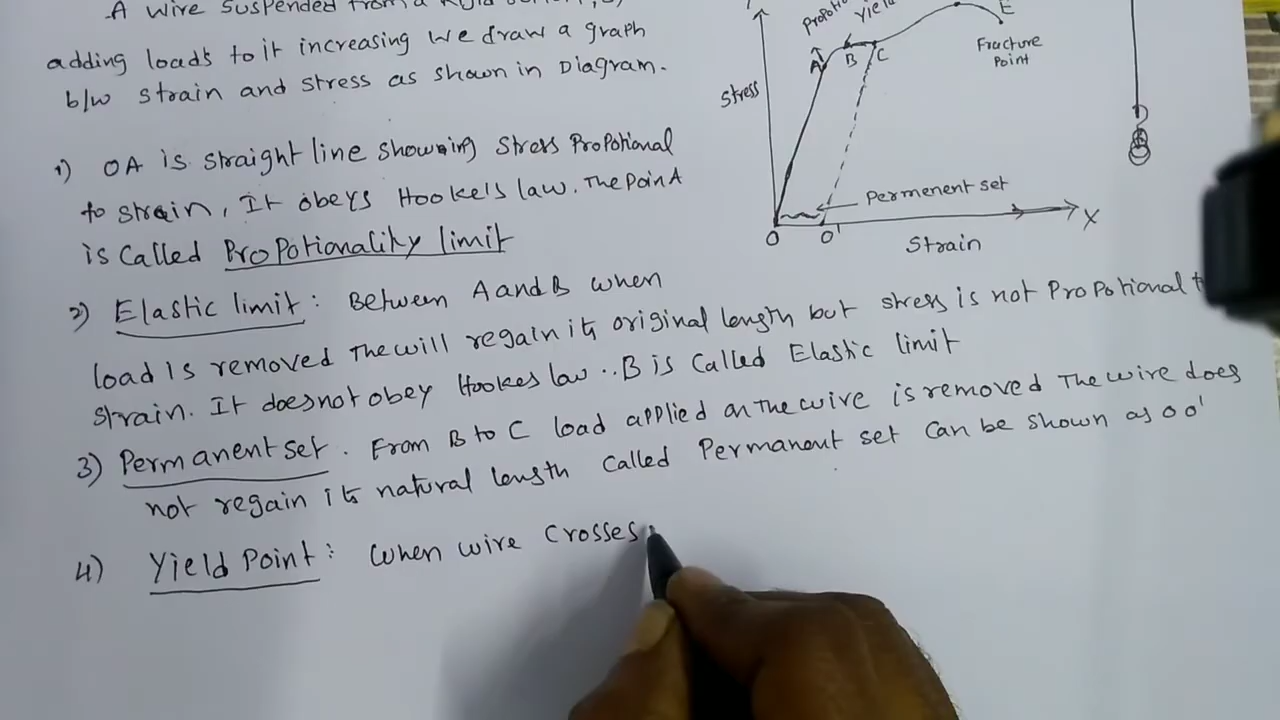 A wire suspended from a
adding loads to it increasing we draw a graph
b/w strain and stress as shown in Diagram.
1) OA is straight line showing stress Propotional
to strain, It obeys Hooke's law. The Poin A
is called Propotionality limit
2) Elastic limit: Between A and B when
load is removed The will regain its original length but stress is not Propotional t
strain. It does not obey Hookes law ∴ B is Called Elastic limit
3) Permanent set. From B to C load applied on the wire is removed The wire does
not regain its natural length called Permanent set can be shown as OO'
4) Yield Point: When wire crosses
Stress
Yield
A
B
C
E
Fracture
Point
Permenent set
O
O'
X
Strain